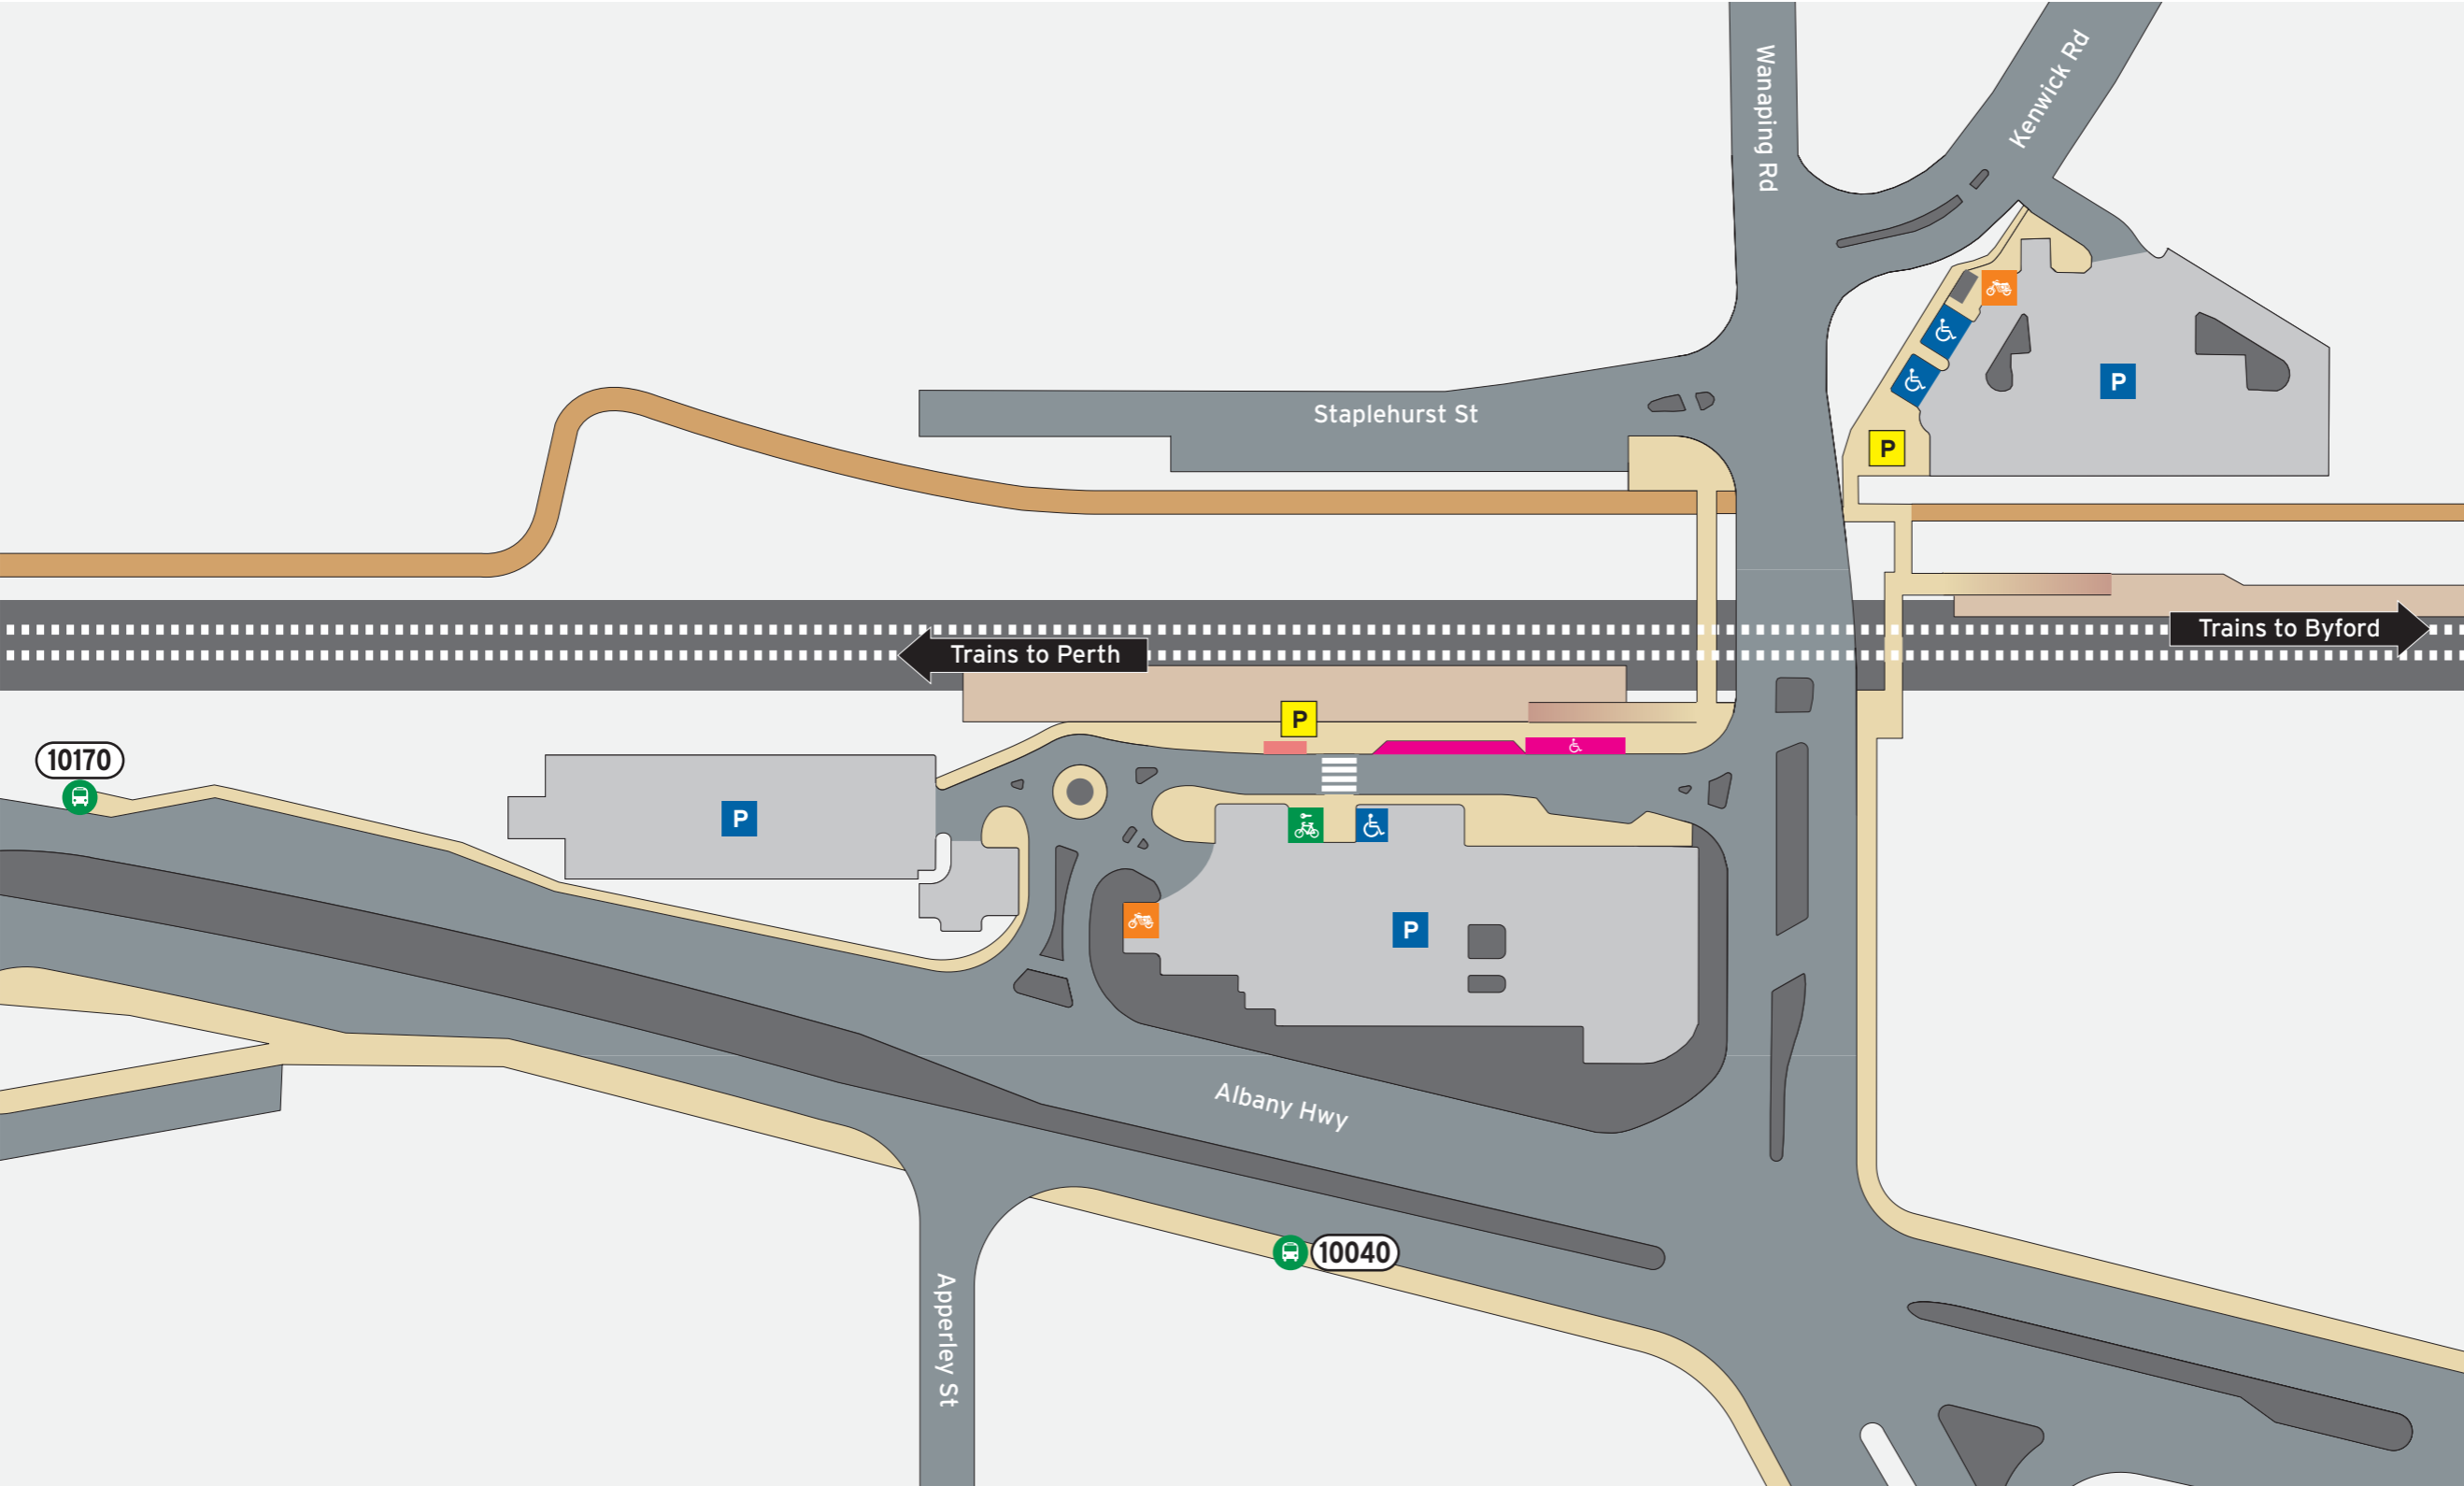 Wanaping Rd
Kenwick Rd
P
Staplehurst St
P
Trains to Byford
Trains to Perth
P
10170
P
P
Albany Hwy
10040
Apperley St